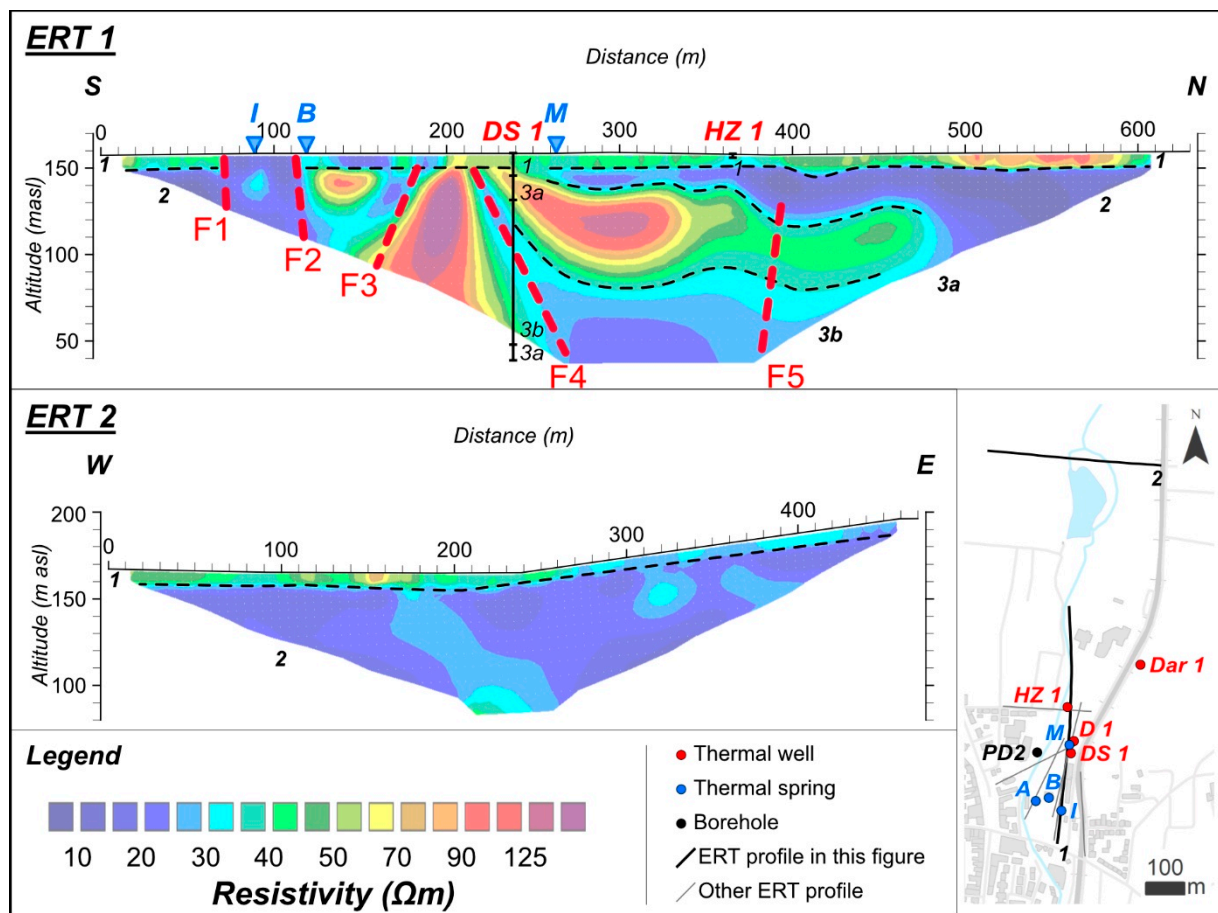 ERT 1
Distance (m)
S
N
I
B
DS 1
M
HZ 1
0 100 200 300 400 500 600
Altitude (masl)
150
100
50
1
2
F1
F2
F3
F4
F5
1
3a
3b
3a
1
1
2
3a
3b
ERT 2
Distance (m)
W
E
0 100 200 300 400
Altitude (m asl)
200
150
100
1
2
Legend
10 20 30 40 50 70 90 125
Resistivity (Ωm)
Thermal well
Thermal spring
Borehole
ERT profile in this figure
Other ERT profile
N
2
Dar 1
HZ 1
M
D 1
PD2
DS 1
A
B
I
1
100
m